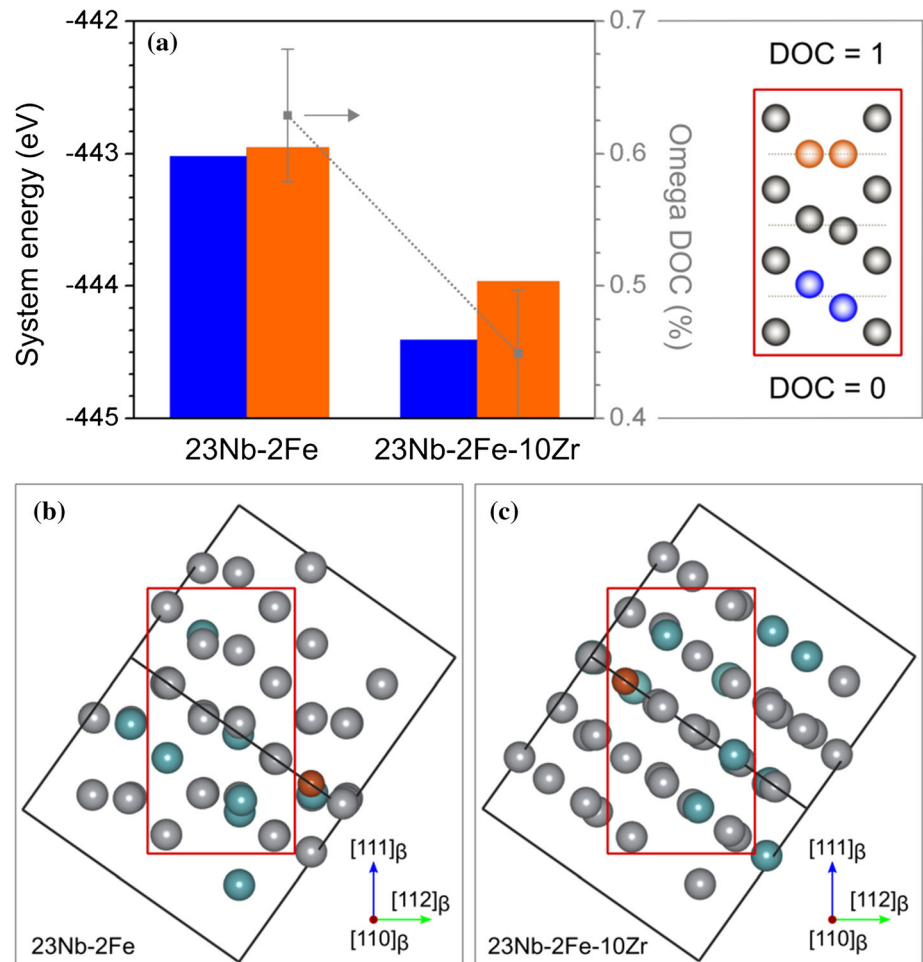 (a)
System energy (eV)
-442
-443
-444
-445
23Nb-2Fe
23Nb-2Fe-10Zr
0.7
0.6
0.5
0.4
Omega DOC (%)
DOC = 1
DOC = 0
(b)
[111]β
[112]β
[110]β
23Nb-2Fe
(c)
[111]β
[112]β
[110]β
23Nb-2Fe-10Zr